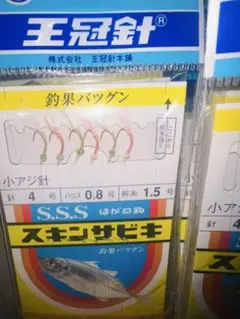 王冠針®
株式会社 王冠針本舗
釣果バツグン
小アジ針
針 4 号 ハリス 0.8 号 幹糸 1.5 号
S.S.S はがね鈎
スキンサビキ
釣果バツグン
小ア
針